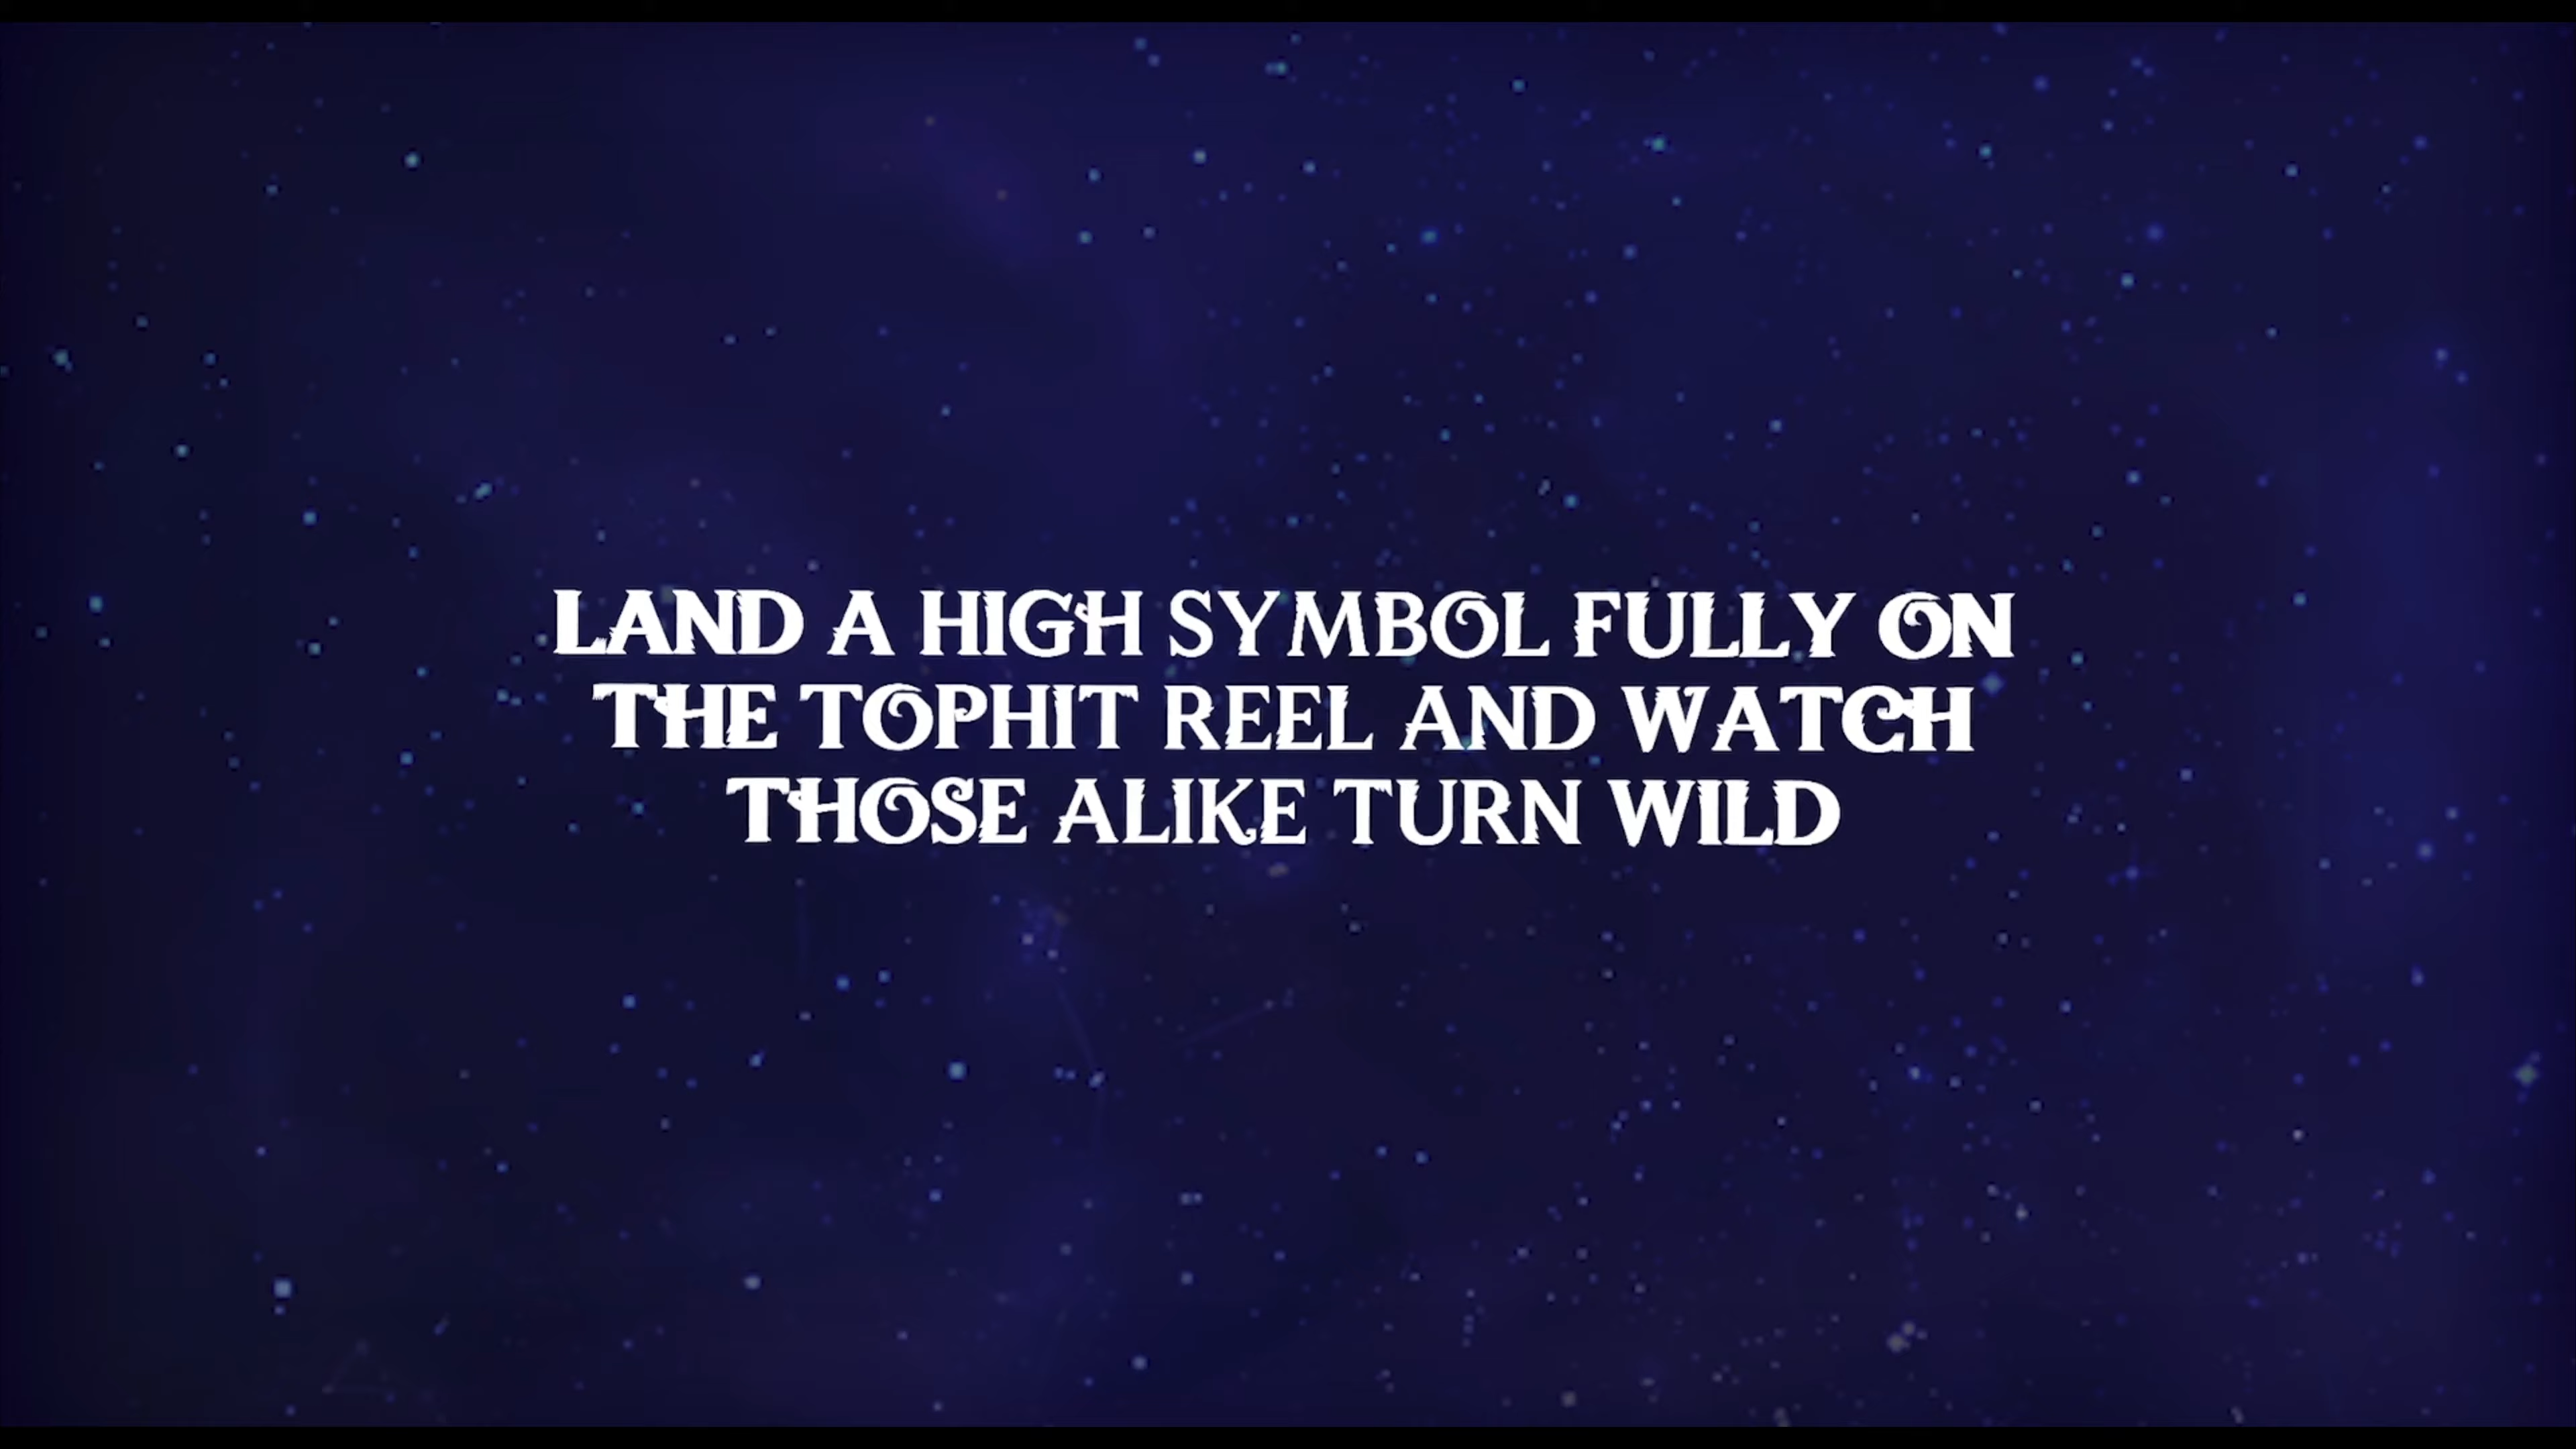 LAND A HIGH SYMBOL FULLY ON
THE TOPHIT REEL AND WATCH
THOSE ALIKE TURN WILD